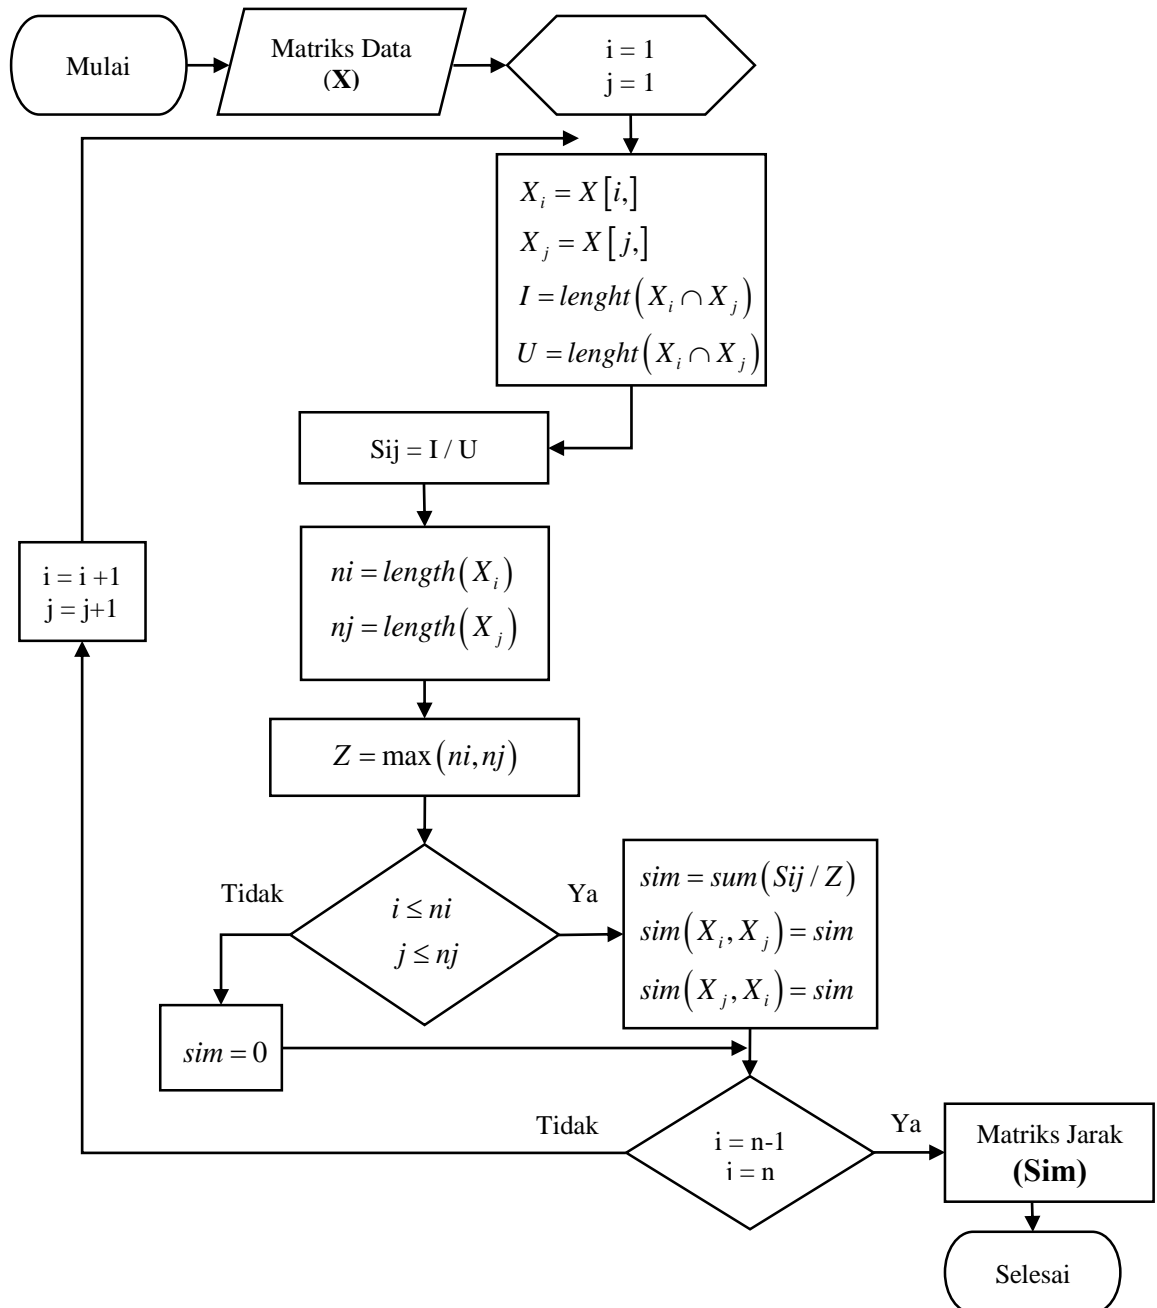 Mulai
Matriks Data
(X)
i = 1
j = 1
X_i = X[i,]
X_j = X[j,]
I = lenght(X_i ∩ X_j)
U = lenght(X_i ∩ X_j)
Sij = I / U
ni = length(X_i)
nj = length(X_j)
i = i +1
j = j+1
Z = max(ni, nj)
Tidak
i ≤ ni
j ≤ nj
Ya
sim = sum(Sij / Z)
sim(X_i, X_j) = sim
sim(X_j, X_i) = sim
sim = 0
Tidak
i = n-1
j = n
Ya
Matriks Jarak
(Sim)
Selesai